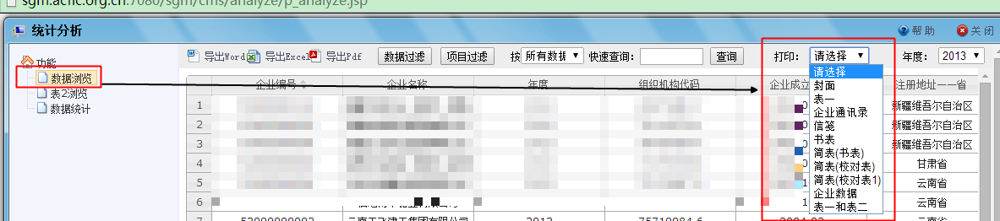 sgm.acfic.org.cn:7080/sgm/cms/analyze/p_analyze.jsp
统计分析
帮助
关闭
功能
数据浏览
表2浏览
数据统计
导出Word 导出Excel 导出Pdf 数据过滤 项目过滤 按 所有数据 快速查询: 查询 打印: 请选择 年度: 2013
请选择
封面
表一
企业通讯录
信笺
书表
简表(书表)
简表(校对表)
简表(校对表1)
企业数据
表一和表二
企业编号 企业名称 年度 组织机构代码 企业成立 注册地址——省
1 0 新疆维吾尔自治区
2 新疆维吾尔自治区
3 0 新疆维吾尔自治区
4 0 甘肃省
5 1 云南省
6 1 云南省
7 2013 云南省